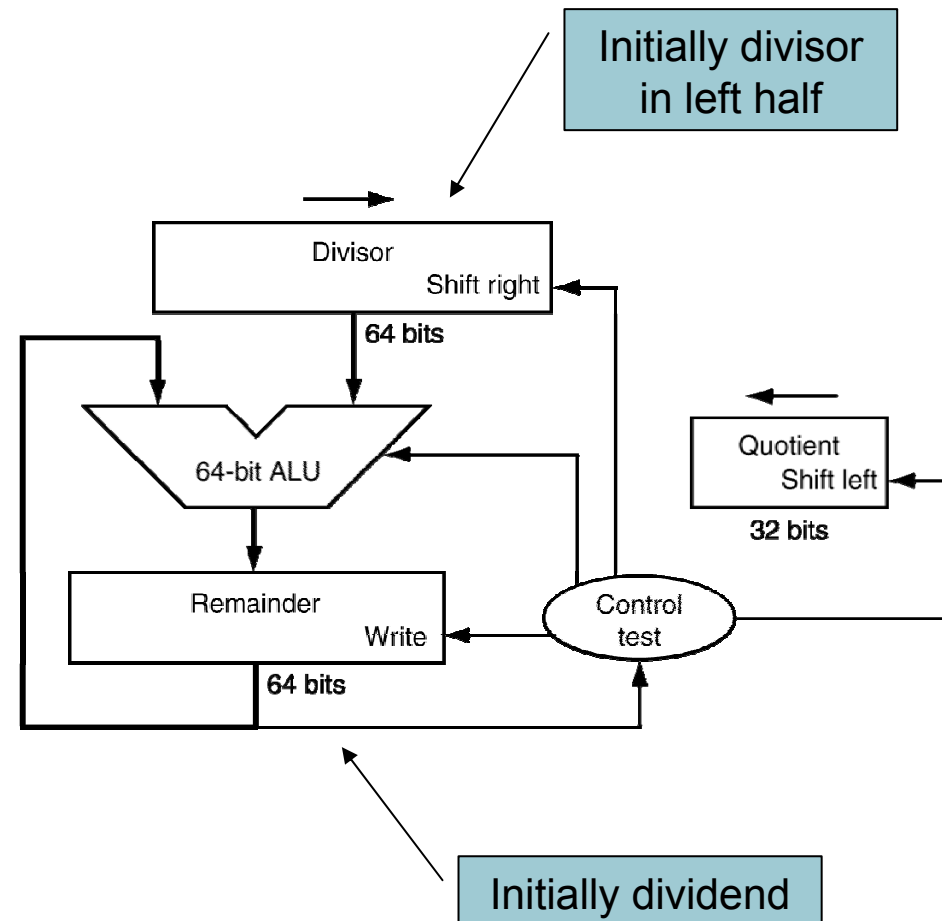 Initially divisor
in left half
Divisor
Shift right
64 bits
64-bit ALU
Quotient
Shift left
32 bits
Remainder
Write
Control
test
64 bits
Initially dividend